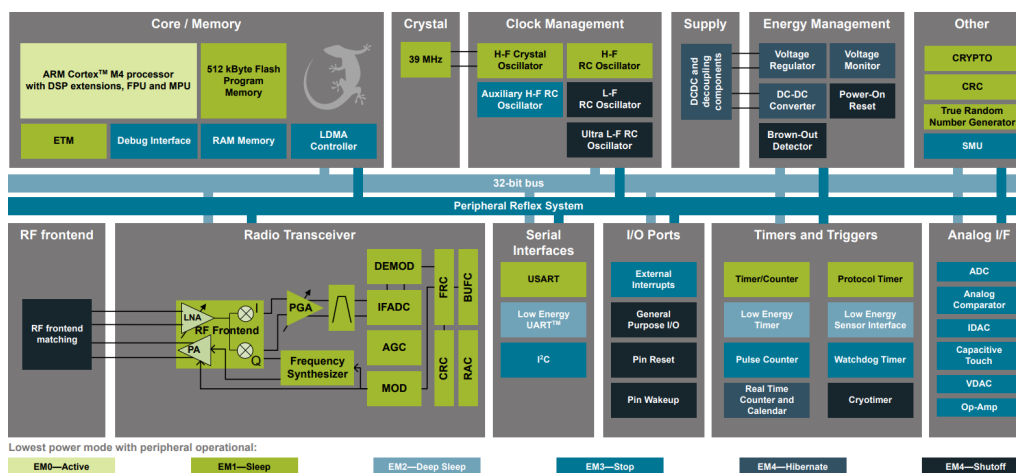 Core / Memory
ARM Cortex™ M4 processor
with DSP extensions, FPU and MPU
512 kByte Flash
Program
Memory
ETM
Debug Interface
RAM Memory
LDMA
Controller
Crystal
39 MHz
Clock Management
H-F Crystal
Oscillator
H-F
RC Oscillator
Auxiliary H-F RC
Oscillator
L-F
RC Oscillator
Ultra L-F RC
Oscillator
Supply
DCDC and
decoupling
components
Energy Management
Voltage
Regulator
Voltage
Monitor
DC-DC
Converter
Power-On
Reset
Brown-Out
Detector
Other
CRYPTO
CRC
True Random
Number Generator
SMU
32-bit bus
Peripheral Reflex System
RF frontend
RF frontend
matching
Radio Transceiver
LNA
RF Frontend
PA
I
Q
PGA
Frequency
Synthesizer
DEMOD
IFADC
AGC
MOD
FRC
BUFC
CRC
RAC
Serial
Interfaces
USART
Low Energy
UART™
I²C
I/O Ports
External
Interrupts
General
Purpose I/O
Pin Reset
Pin Wakeup
Timers and Triggers
Timer/Counter
Protocol Timer
Low Energy
Timer
Low Energy
Sensor Interface
Pulse Counter
Watchdog Timer
Real Time
Counter and
Calendar
Cryotimer
Analog I/F
ADC
Analog
Comparator
IDAC
Capacitive
Touch
VDAC
Op-Amp
Lowest power mode with peripheral operational:
EM0—Active
EM1—Sleep
EM2—Deep Sleep
EM3—Stop
EM4—Hibernate
EM4—Shutoff